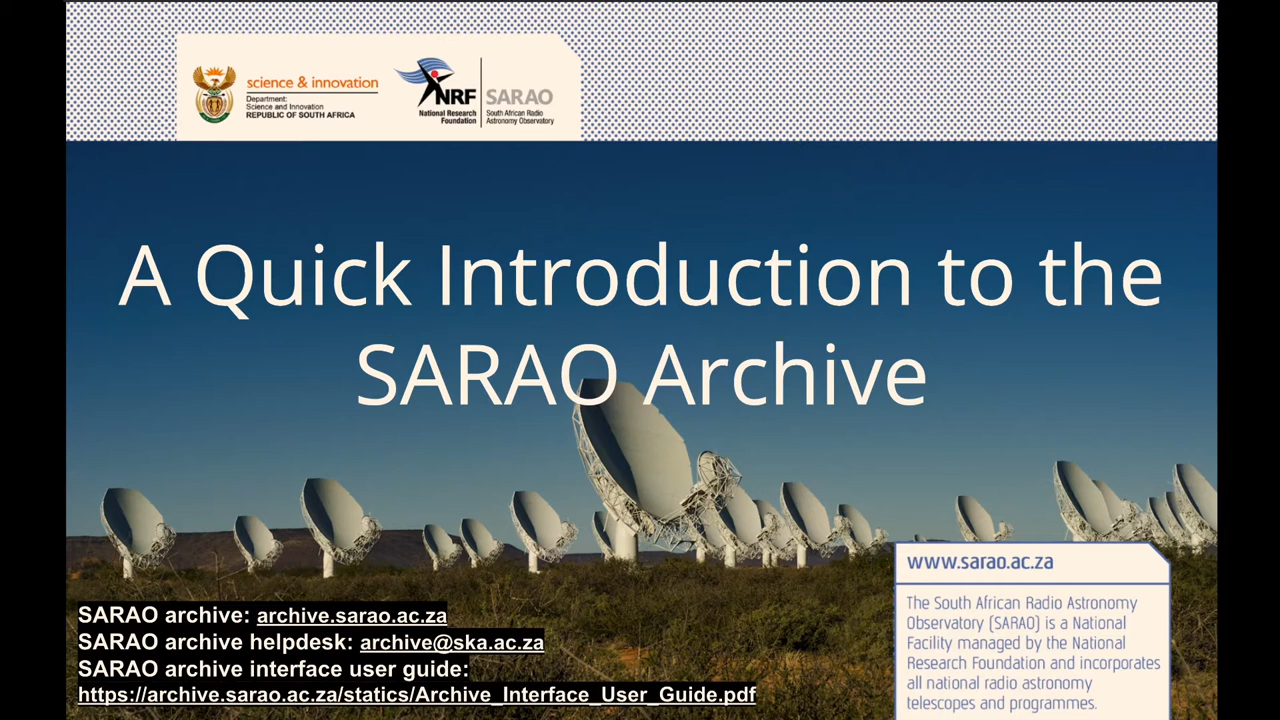 science & innovation
Department:
Science and Innovation
REPUBLIC OF SOUTH AFRICA
NRF
National Research
Foundation
SARAO
South African Radio
Astronomy Observatory
A Quick Introduction to the
SARAO Archive
SARAO archive: archive.sarao.ac.za
SARAO archive helpdesk: archive@ska.ac.za
SARAO archive interface user guide:
https://archive.sarao.ac.za/statics/Archive_Interface_User_Guide.pdf
www.sarao.ac.za
The South African Radio Astronomy
Observatory (SARAO) is a National
Facility managed by the National
Research Foundation and incorporates
all national radio astronomy
telescopes and programmes.